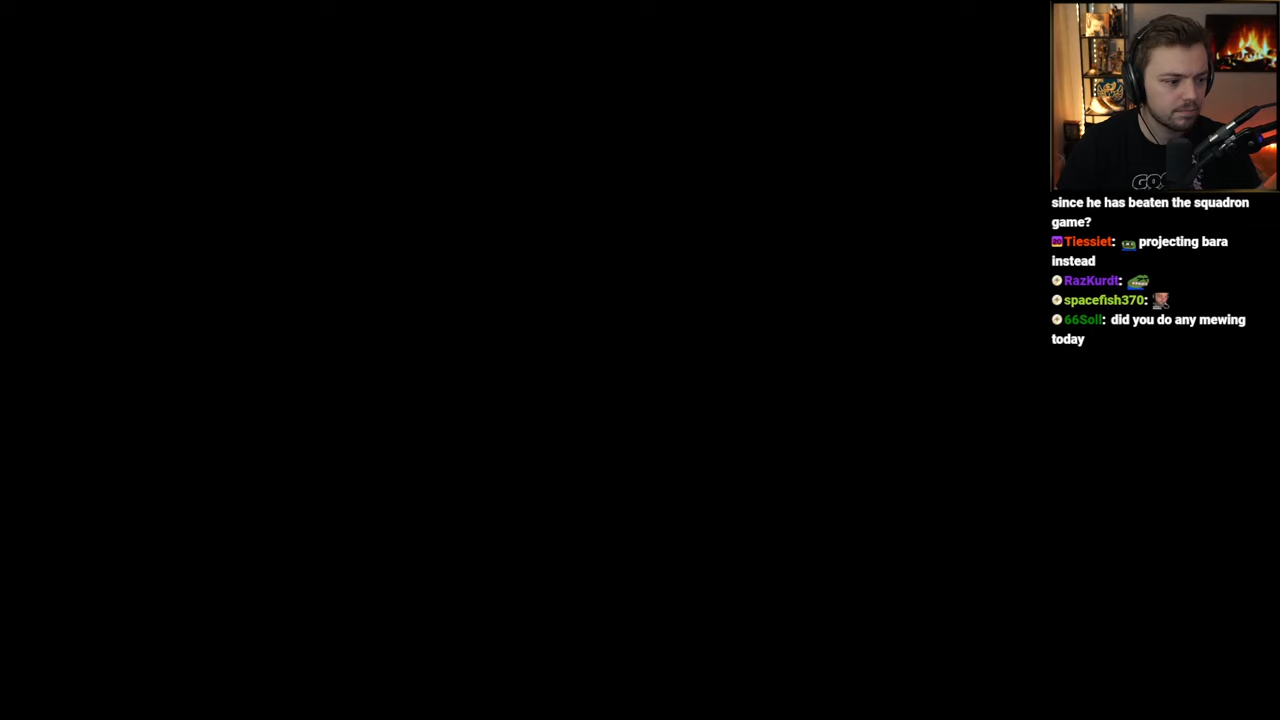 since he has beaten the squadron
game?
Tiessiet: projecting bara
instead
RazKurdt:
spacefish370:
66Soll: did you do any mewing
today